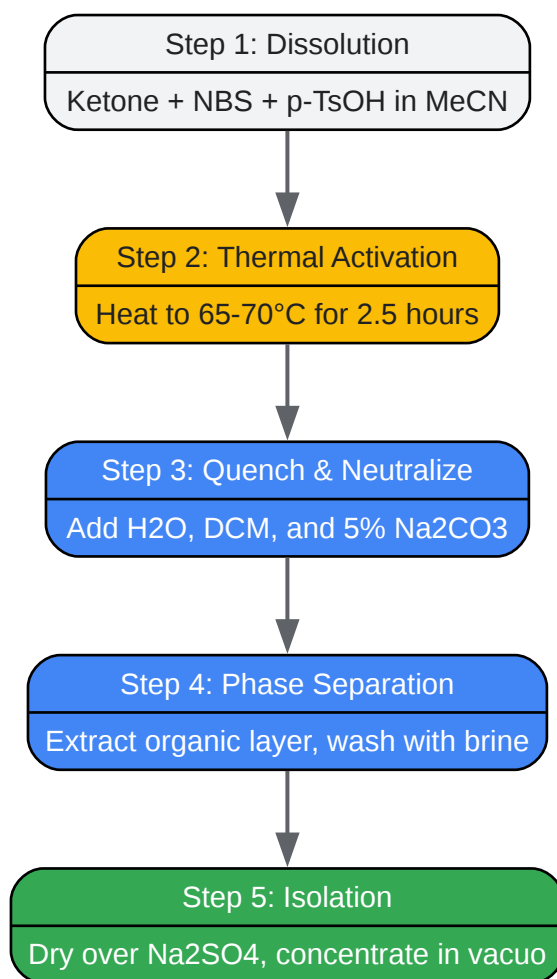 Step 1: Dissolution
Ketone + NBS + p-TsOH in MeCN
Step 2: Thermal Activation
Heat to 65-70°C for 2.5 hours
Step 3: Quench & Neutralize
Add H2O, DCM, and 5% Na2CO3
Step 4: Phase Separation
Extract organic layer, wash with brine
Step 5: Isolation
Dry over Na2SO4, concentrate in vacuo